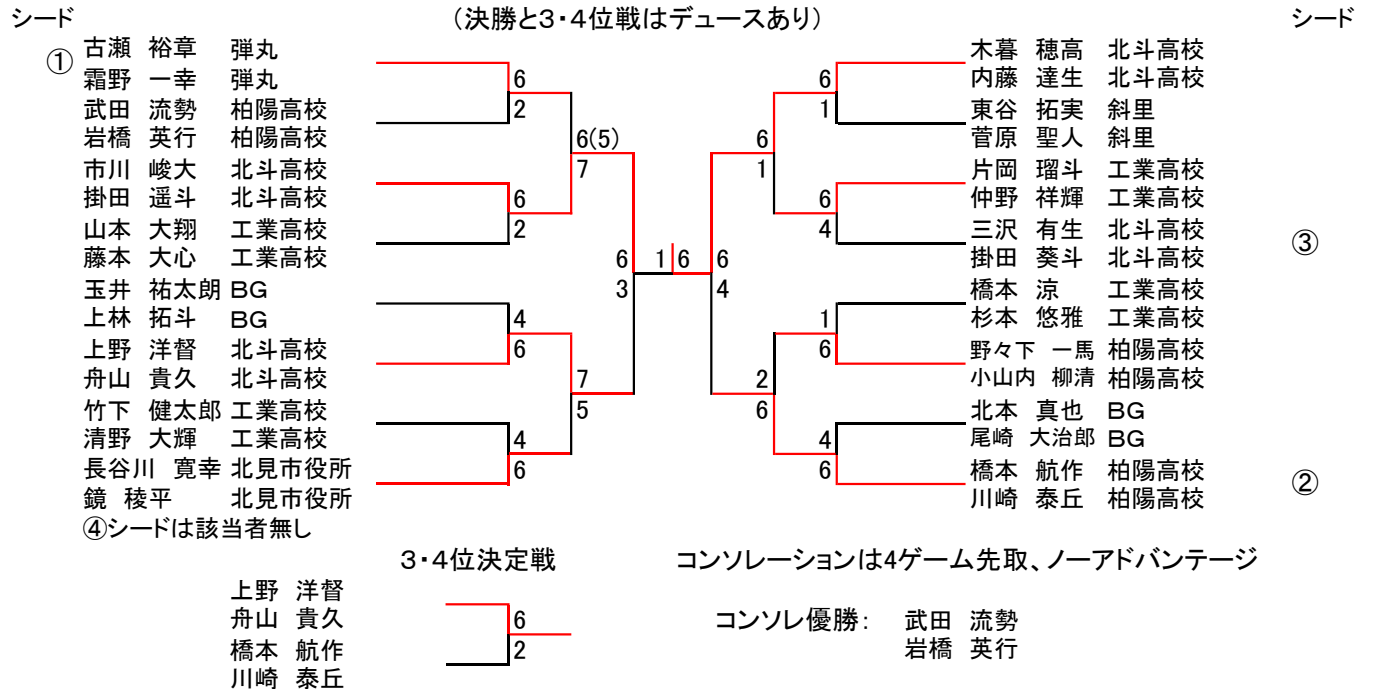 シード (決勝と3・4位戦はデュースあり) シード
① 古瀬 裕章 弾丸
霜野 一幸 弾丸
武田 流勢 柏陽高校
岩橋 英行 柏陽高校
市川 峻大 北斗高校
掛田 遥斗 北斗高校
山本 大翔 工業高校
藤本 大心 工業高校
玉井 祐太朗 BG
上林 拓斗 BG
上野 洋督 北斗高校
舟山 貴久 北斗高校
竹下 健太郎 工業高校
清野 大輝 工業高校
長谷川 寛幸 北見市役所
鏡 稜平 北見市役所
④シードは該当者無し
6
2
6
2
4
6
4
6
6(5)
7
7
5
6
3
1 6
6
4
6
1
2
6
6
1
6
4
1
6
4
6
木暮 穂高 北斗高校
内藤 達生 北斗高校
東谷 拓実 斜里
菅原 聖人 斜里
片岡 瑠斗 工業高校
仲野 祥輝 工業高校
三沢 有生 北斗高校
掛田 葵斗 北斗高校
③
橋本 涼 工業高校
杉本 悠雅 工業高校
野々下 一馬 柏陽高校
小山内 柳清 柏陽高校
北本 真也 BG
尾崎 大治郎 BG
橋本 航作 柏陽高校
川崎 泰丘 柏陽高校
②
3・4位決定戦
上野 洋督
舟山 貴久
橋本 航作
川崎 泰丘
6
2
コンソレーションは4ゲーム先取、ノーアドバンテージ
コンソレ優勝: 武田 流勢
岩橋 英行